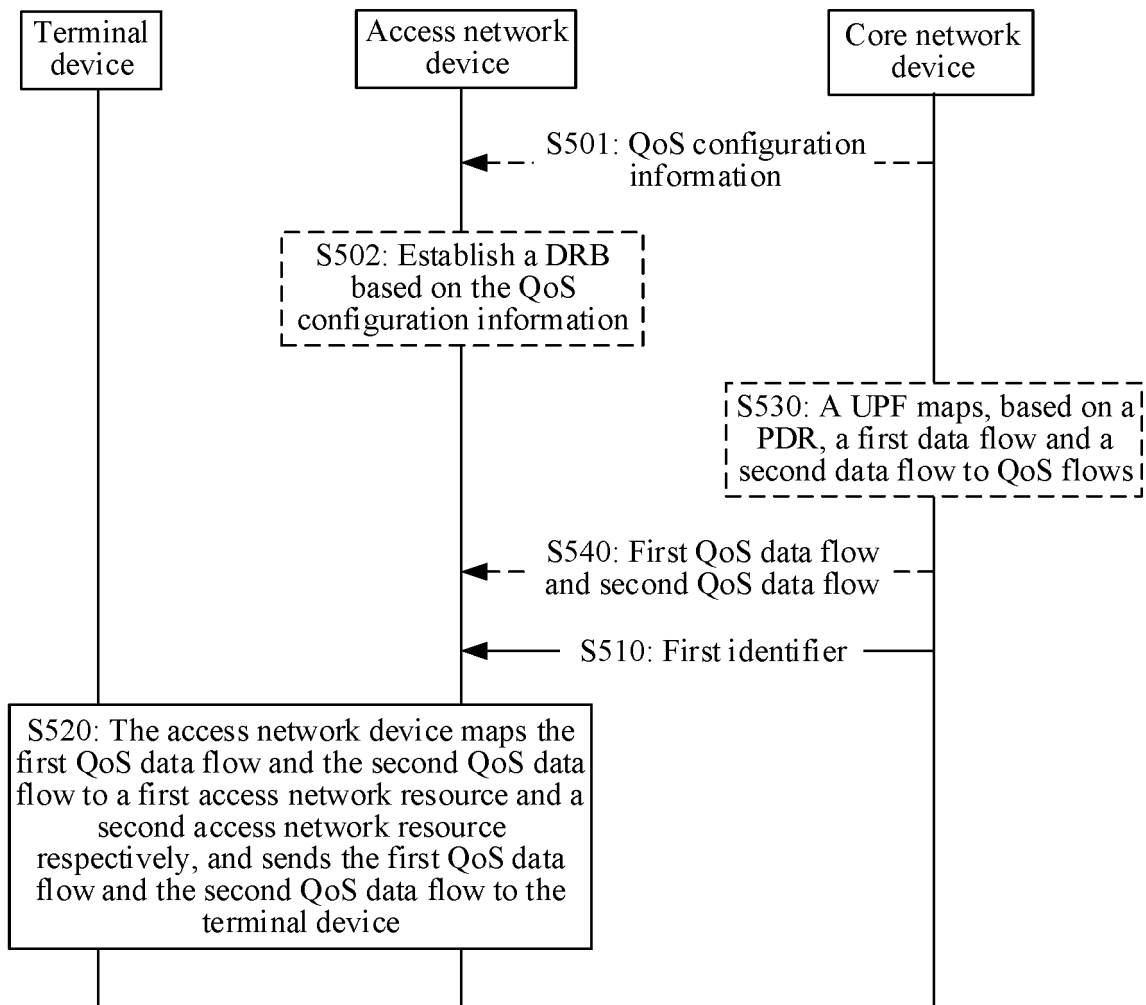 Terminal
device
Access network
device
Core network
device
S501: QoS configuration
information
S502: Establish a DRB
based on the QoS
configuration information
S530: A UPF maps, based on a
PDR, a first data flow and a
second data flow to QoS flows
S540: First QoS data flow
and second QoS data flow
S510: First identifier
S520: The access network device maps the
first QoS data flow and the second QoS data
flow to a first access network resource and a
second access network resource
respectively, and sends the first QoS data
flow and the second QoS data flow to the
terminal device